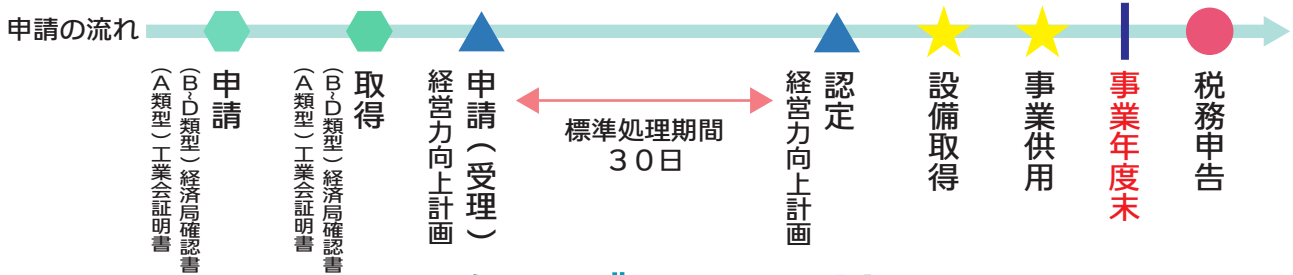 申請の流れ
申請
(B~D類型)経済局確認書
(A類型)工業会証明書
取得
(B~D類型)経済局確認書
(A類型)工業会証明書
申請(受理)
経営力向上計画
標準処理期間
30日
認定
経営力向上計画
設備取得
事業供用
事業年度末
税務申告